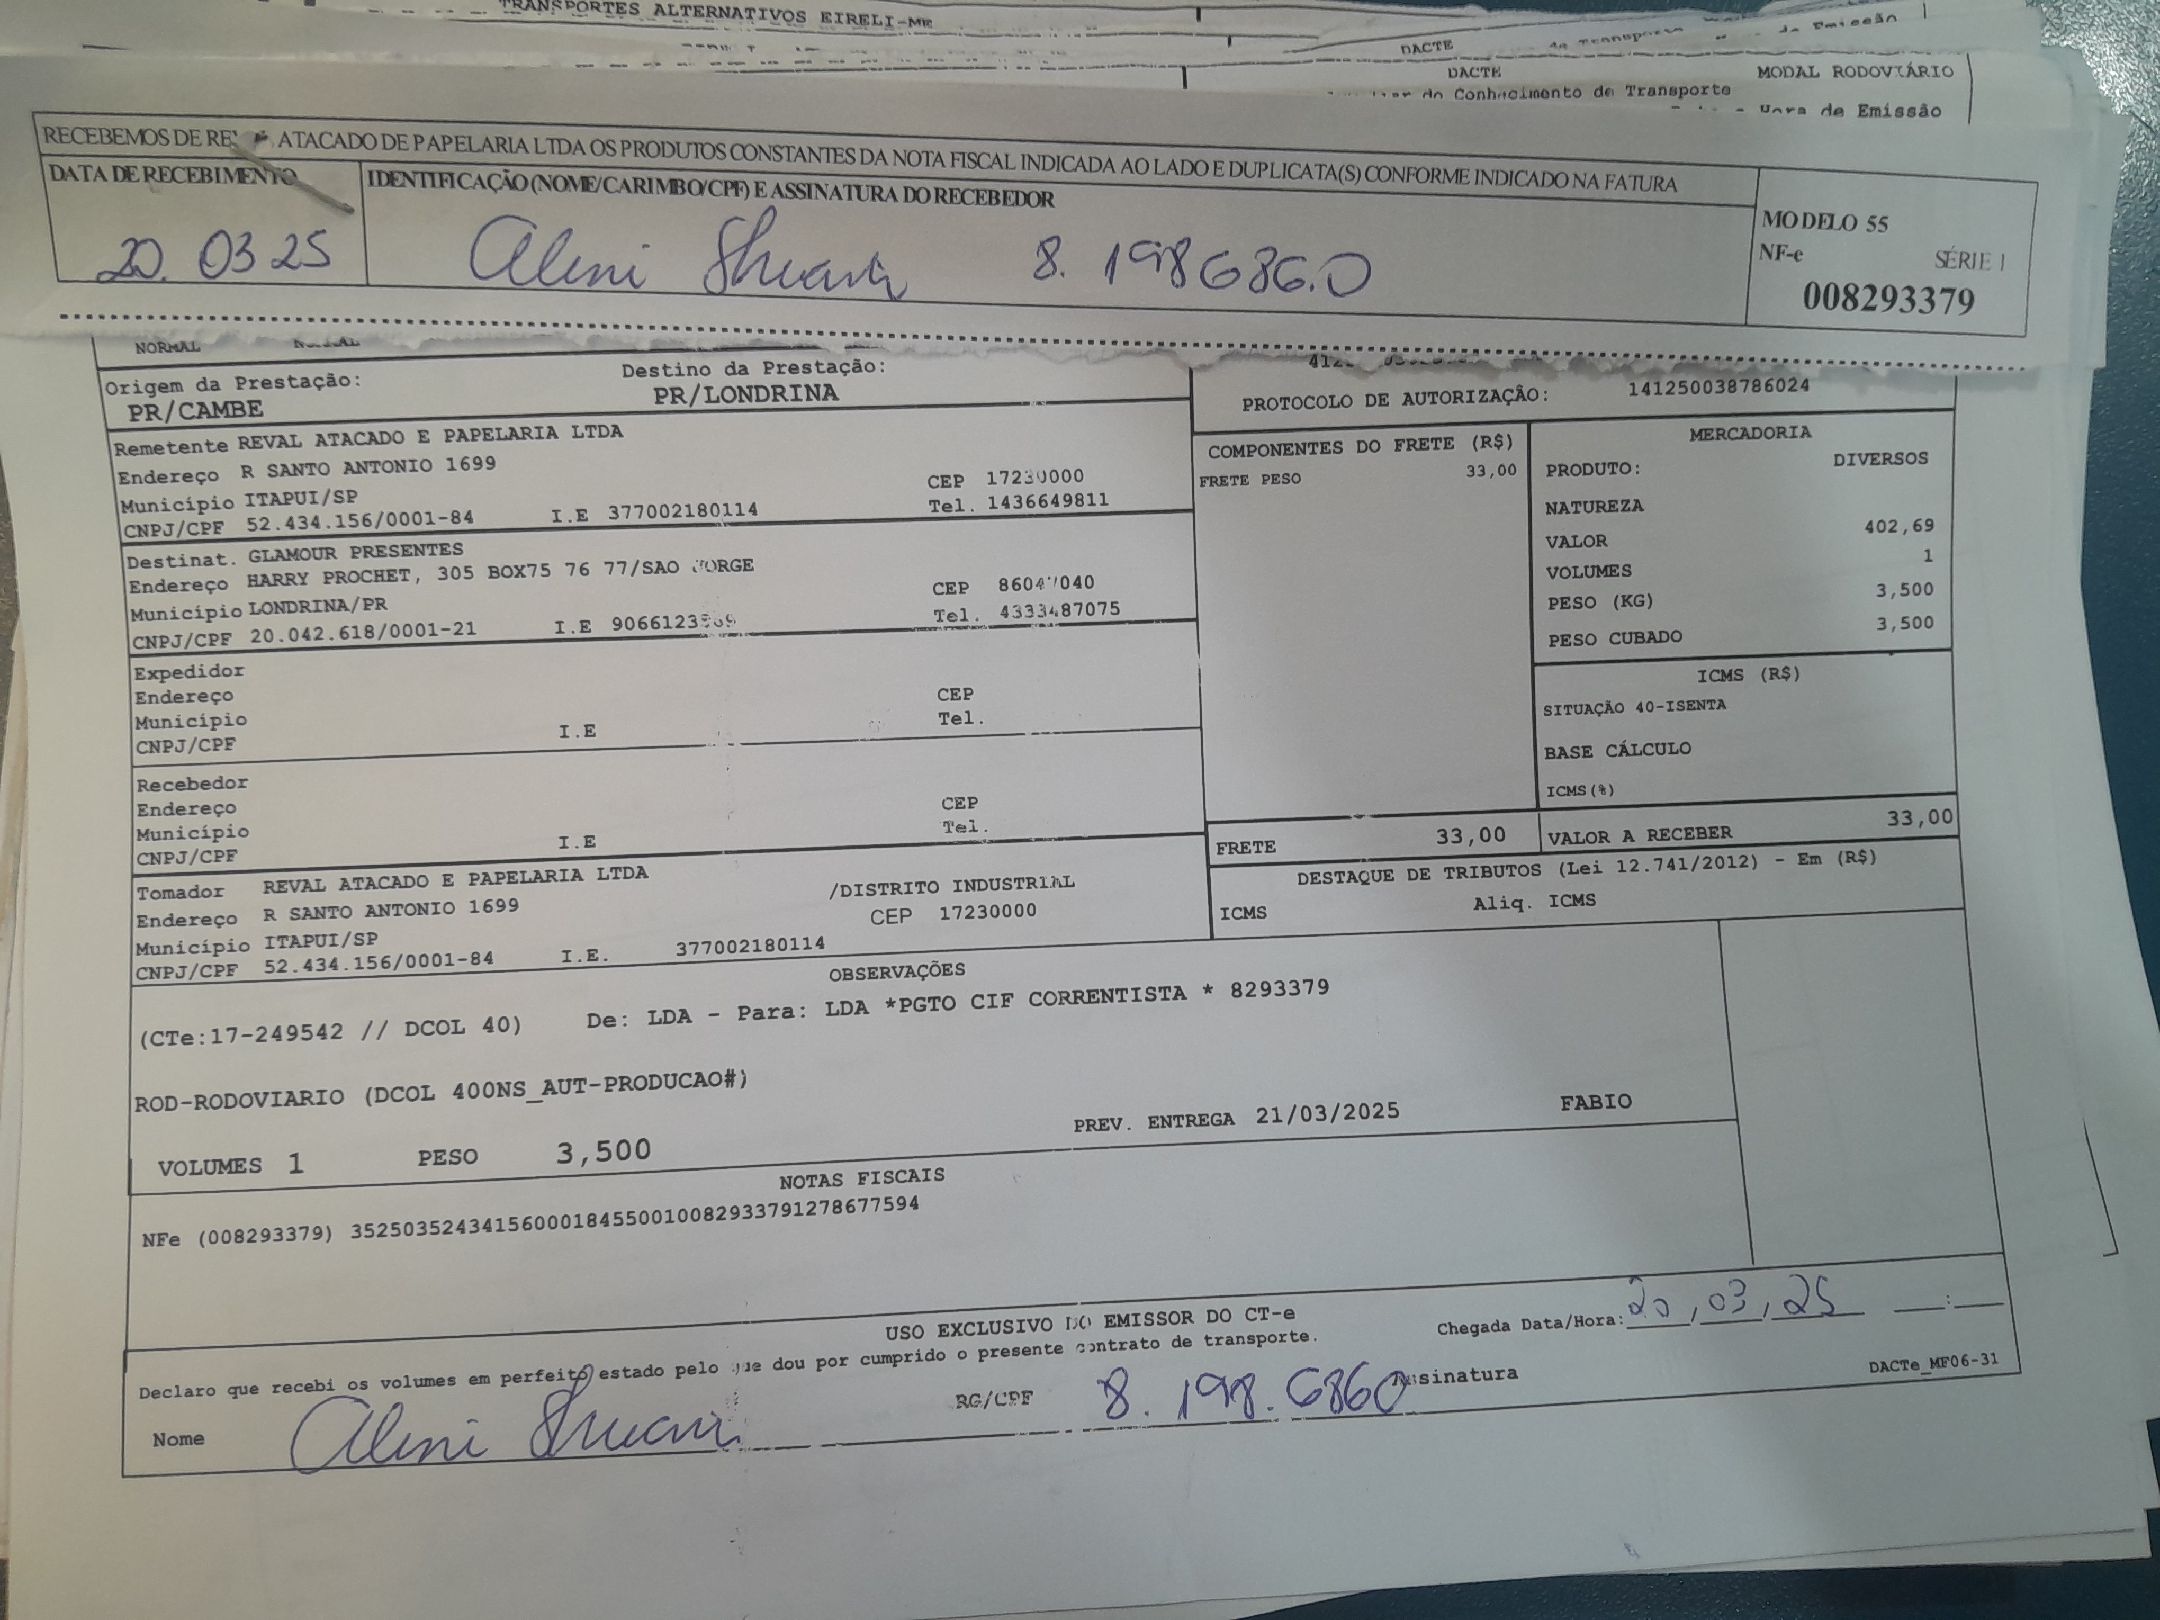 TRANSPORTES ALTERNATIVOS EIRELI-ME
DACTE de Transporte de Emissão
DACTE MODAL RODOVIÁRIO
do Conhecimento de Transporte
Hora de Emissão
RECEBEMOS DE ATACADO DE PAPELARIA LTDA OS PRODUTOS CONSTANTES DA NOTA FISCAL INDICADA AO LADO E DUPLICATA(S) CONFORME INDICADO NA FATURA
DATA DE RECEBIMENTO
IDENTIFICAÇÃO (NOME/CARIMBO/CPF) E ASSINATURA DO RECEBEDOR
20.03 25
8.198686.0
MODELO 55
NF-e SÉRIE 1
008293379
NORMAL
Origem da Prestação: Destino da Prestação:
PR/CAMBE PR/LONDRINA
PROTOCOLO DE AUTORIZAÇÃO: 141250038786024
Remetente REVAL ATACADO E PAPELARIA LTDA
Endereço R SANTO ANTONIO 1699 CEP 17230000
Município ITAPUI/SP Tel. 1436649811
CNPJ/CPF 52.434.156/0001-84 I.E 377002180114
Destinat. GLAMOUR PRESENTES
Endereço HARRY PROCHET, 305 BOX75 76 77/SAO JORGE CEP 86047040
Município LONDRINA/PR Tel. 4333487075
CNPJ/CPF 20.042.618/0001-21 I.E
Expedidor
Endereço CEP
Município Tel.
CNPJ/CPF I.E
Recebedor
Endereço CEP
Município Tel.
CNPJ/CPF I.E
Tomador REVAL ATACADO E PAPELARIA LTDA /DISTRITO INDUSTRIAL
Endereço R SANTO ANTONIO 1699 CEP 17230000
Município ITAPUI/SP
CNPJ/CPF 52.434.156/0001-84 I.E. 377002180114
COMPONENTES DO FRETE (R$)
FRETE PESO 33,00
MERCADORIA
PRODUTO: DIVERSOS
NATUREZA
VALOR 402,69
VOLUMES 1
PESO (KG) 3,500
PESO CUBADO 3,500
ICMS (R$)
SITUAÇÃO 40-ISENTA
BASE CÁLCULO
ICMS(%)
FRETE 33,00 VALOR A RECEBER 33,00
DESTAQUE DE TRIBUTOS (Lei 12.741/2012) - Em (R$)
ICMS Aliq. ICMS
OBSERVAÇÕES
(CTe:17-249542 // DCOL 40) De: LDA - Para: LDA *PGTO CIF CORRENTISTA * 8293379
ROD-RODOVIARIO (DCOL 400NS_AUT-PRODUCAO#)
VOLUMES 1 PESO 3,500 PREV. ENTREGA 21/03/2025 FABIO
NOTAS FISCAIS
NFe (008293379) 35250352434156000184550010082933791278677594
USO EXCLUSIVO DO EMISSOR DO CT-e
Declaro que recebi os volumes em perfeito estado pelo que dou por cumprido o presente contrato de transporte.
Chegada Data/Hora: 20,03,25 __:__
Nome RG/CPF 8.198.6860 Assinatura
DACTe_MF06-31